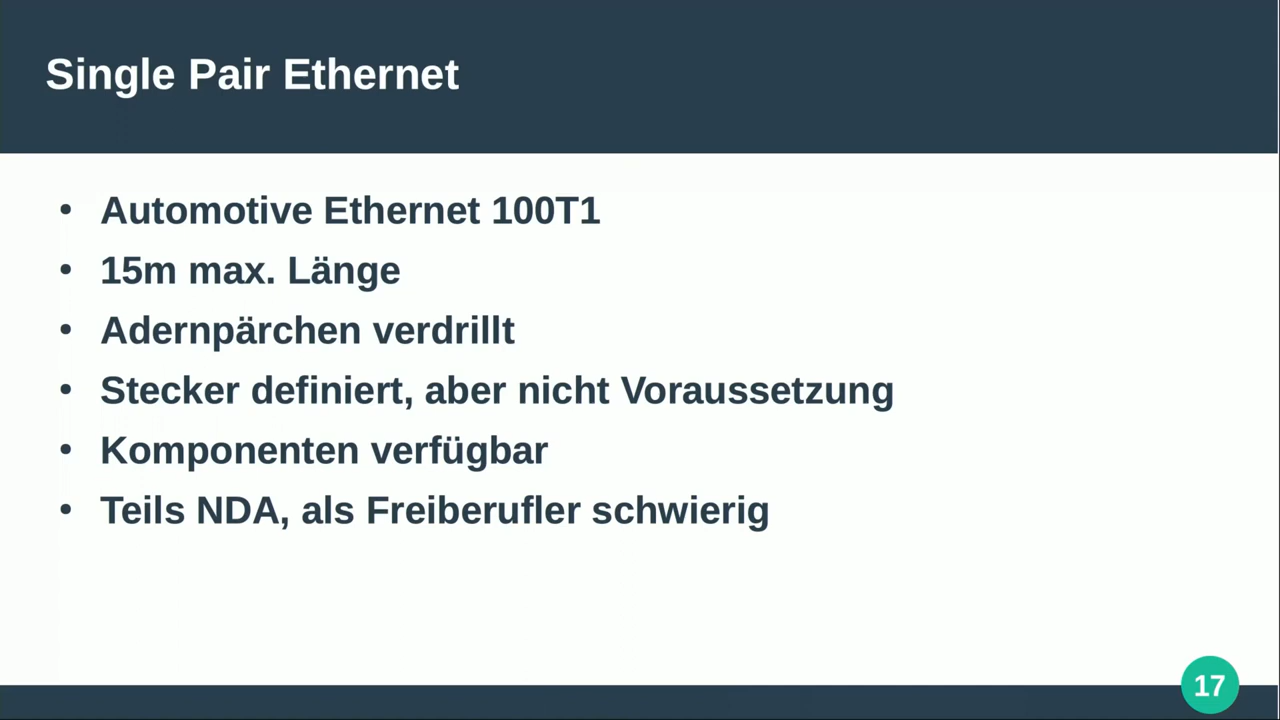 Single Pair Ethernet
• Automotive Ethernet 100T1
• 15m max. Länge
• Adernpärchen verdrillt
• Stecker definiert, aber nicht Voraussetzung
• Komponenten verfügbar
• Teils NDA, als Freiberufler schwierig
17